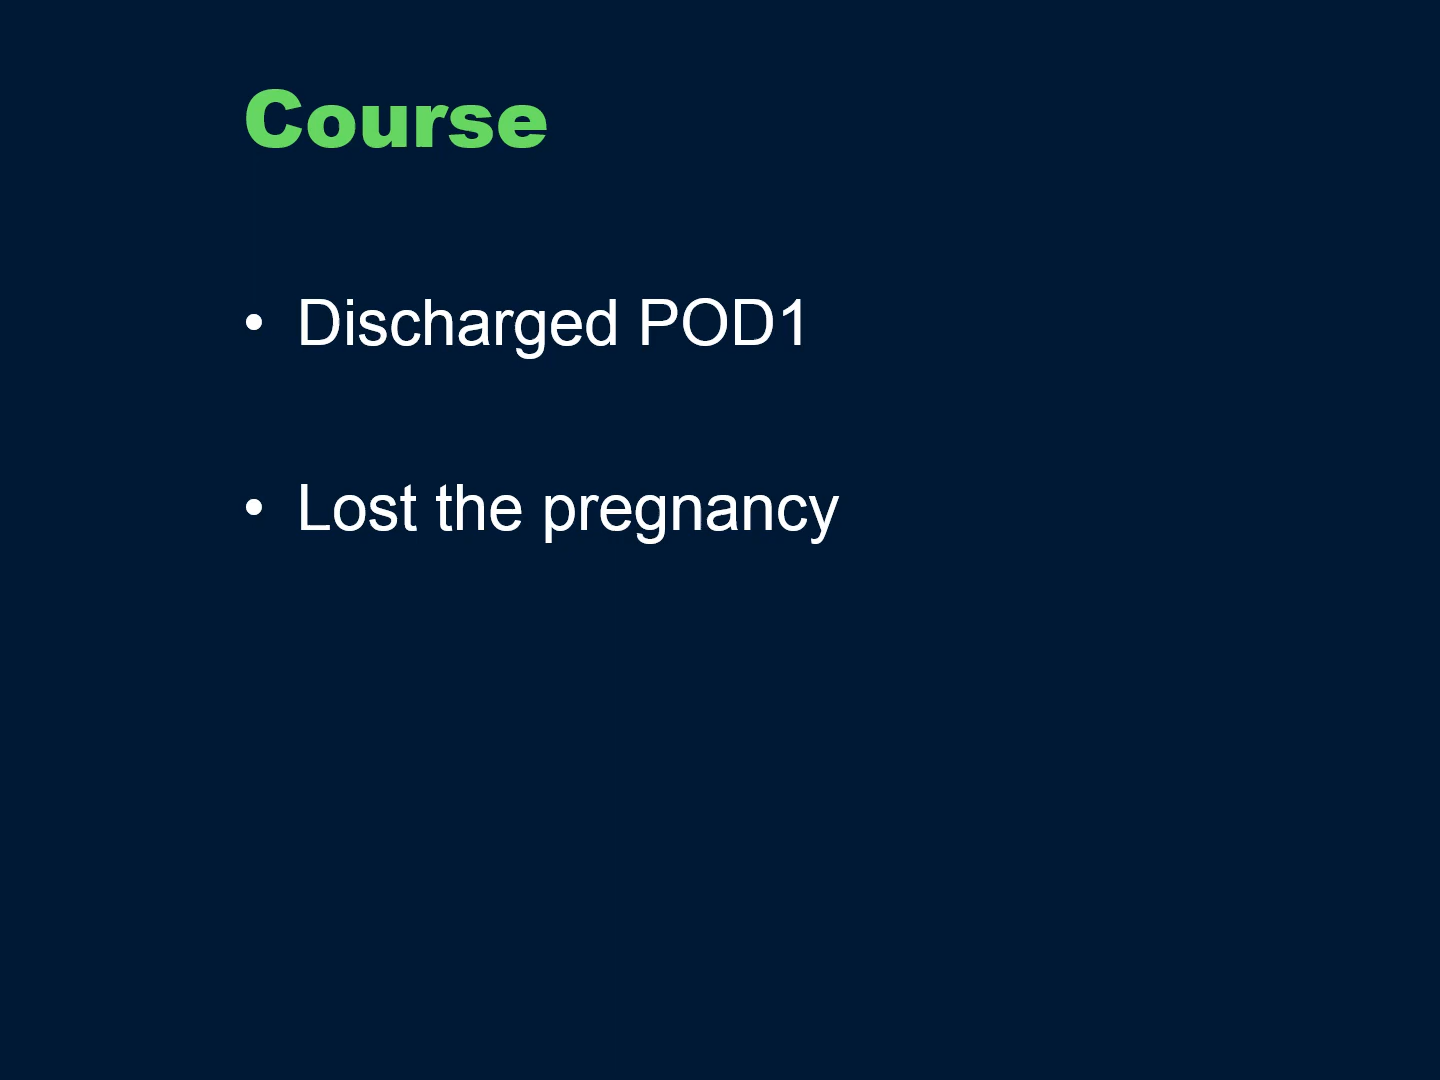 Course
• Discharged POD1
• Lost the pregnancy